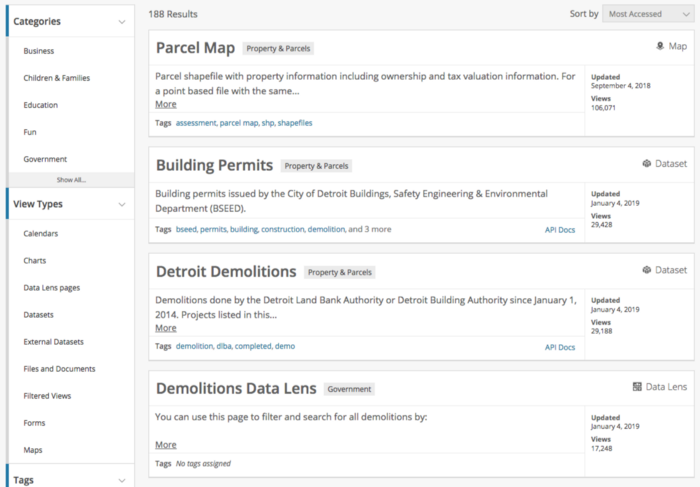 Categories
Business
Children & Families
Education
Fun
Government
Show All...
View Types
Calendars
Charts
Data Lens pages
Datasets
External Datasets
Files and Documents
Filtered Views
Forms
Maps
Tags
188 Results
Sort by Most Accessed
Parcel Map Property & Parcels
Map
Parcel shapefile with property information including ownership and tax valuation information. For
a point based file with the same...
More
Tags assessment, parcel map, shp, shapefiles
Updated
September 4, 2018
Views
106,071
Building Permits Property & Parcels
Dataset
Building permits issued by the City of Detroit Buildings, Safety Engineering & Environmental
Department (BSEED).
Tags bseed, permits, building, construction, demolition, and 3 more
API Docs
Updated
January 4, 2019
Views
29,428
Detroit Demolitions Property & Parcels
Dataset
Demolitions done by the Detroit Land Bank Authority or Detroit Building Authority since January 1,
2014. Projects listed in this...
More
Tags demolition, dlba, completed, demo
API Docs
Updated
January 4, 2019
Views
29,188
Demolitions Data Lens Government
Data Lens
You can use this page to filter and search for all demolitions by:
More
Tags No tags assigned
Updated
January 4, 2019
Views
17,248